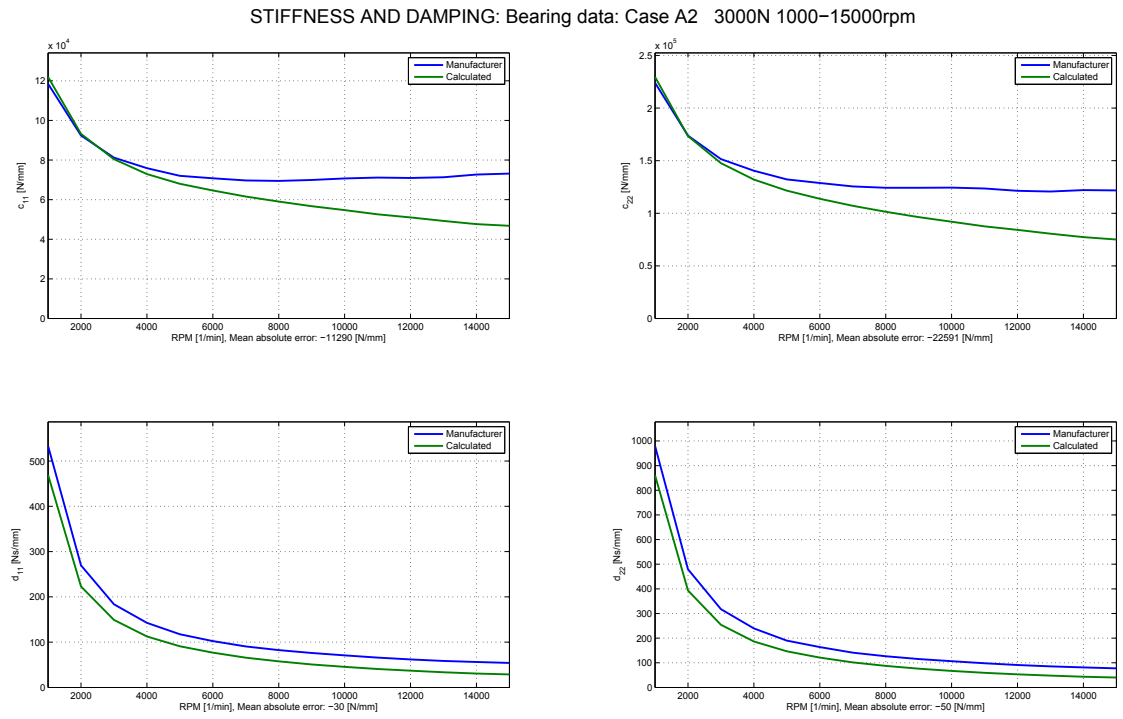 STIFFNESS AND DAMPING: Bearing data: Case A2 3000N 1000−15000rpm
x 10⁴
12
10
8
6
4
2
0
c₁₁ [N/mm]
Manufacturer
Calculated
2000 4000 6000 8000 10000 12000 14000
RPM [1/min], Mean absolute error: −11290 [N/mm]
x 10⁵
2.5
2
1.5
1
0.5
0
c₂₂ [N/mm]
Manufacturer
Calculated
2000 4000 6000 8000 10000 12000 14000
RPM [1/min], Mean absolute error: −22591 [N/mm]
500
400
300
200
100
0
d₁₁ [Ns/mm]
Manufacturer
Calculated
2000 4000 6000 8000 10000 12000 14000
RPM [1/min], Mean absolute error: −30 [N/mm]
1000
900
800
700
600
500
400
300
200
100
0
d₂₂ [Ns/mm]
Manufacturer
Calculated
2000 4000 6000 8000 10000 12000 14000
RPM [1/min], Mean absolute error: −50 [N/mm]